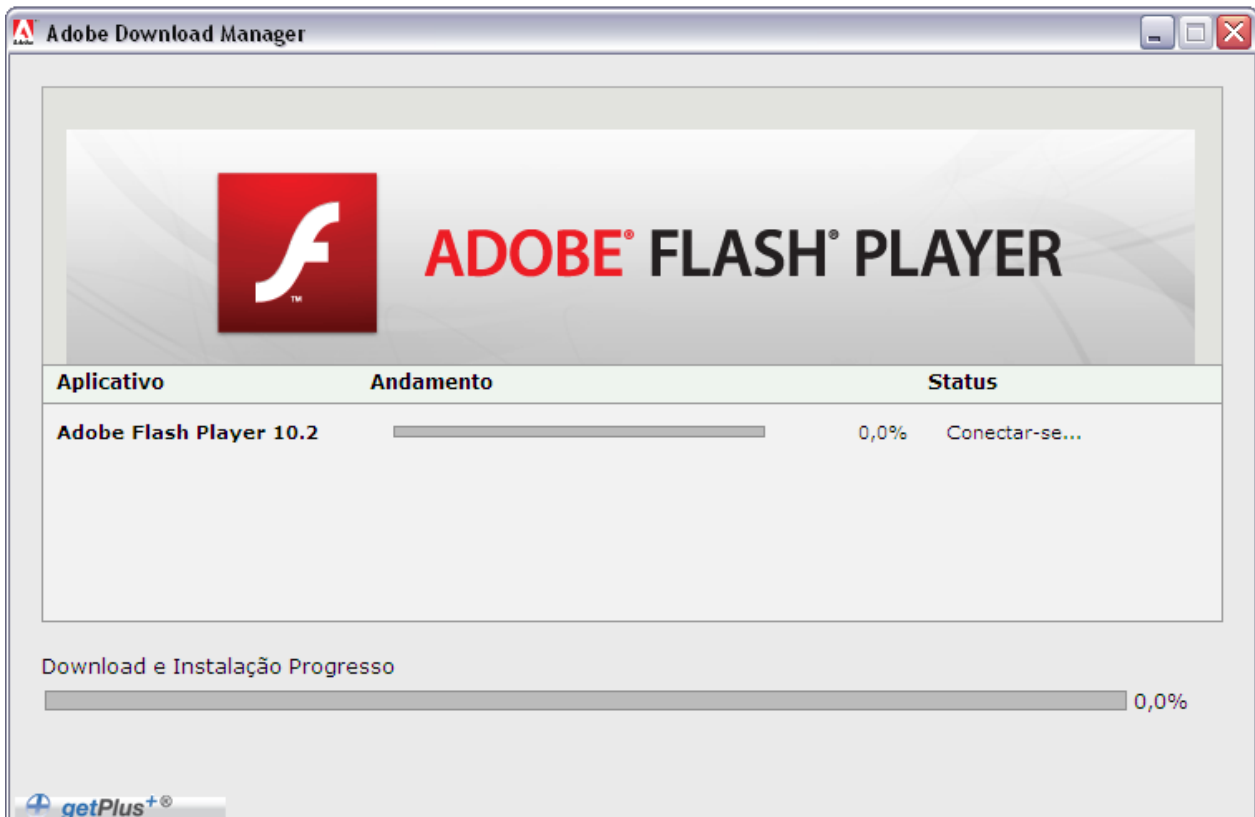 Adobe Download Manager
ADOBE® FLASH® PLAYER
TM
Aplicativo Andamento Status
Adobe Flash Player 10.2 0,0% Conectar-se...
Download e Instalação Progresso
0,0%
getPlus+®